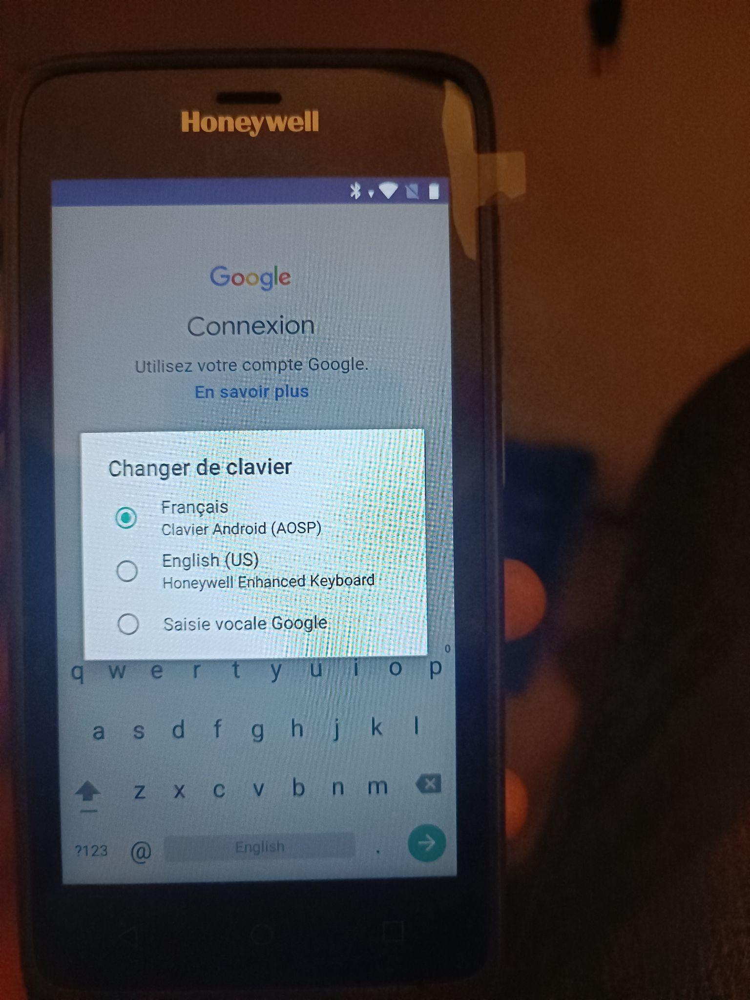 Honeywell
Google
Connexion
Utilisez votre compte Google.
En savoir plus
Changer de clavier
Français
Clavier Android (AOSP)
English (US)
Honeywell Enhanced Keyboard
Saisie vocale Google
0
q w e r t y u i o p
a s d f g h j k l
z x c v b n m
?123 @ English .